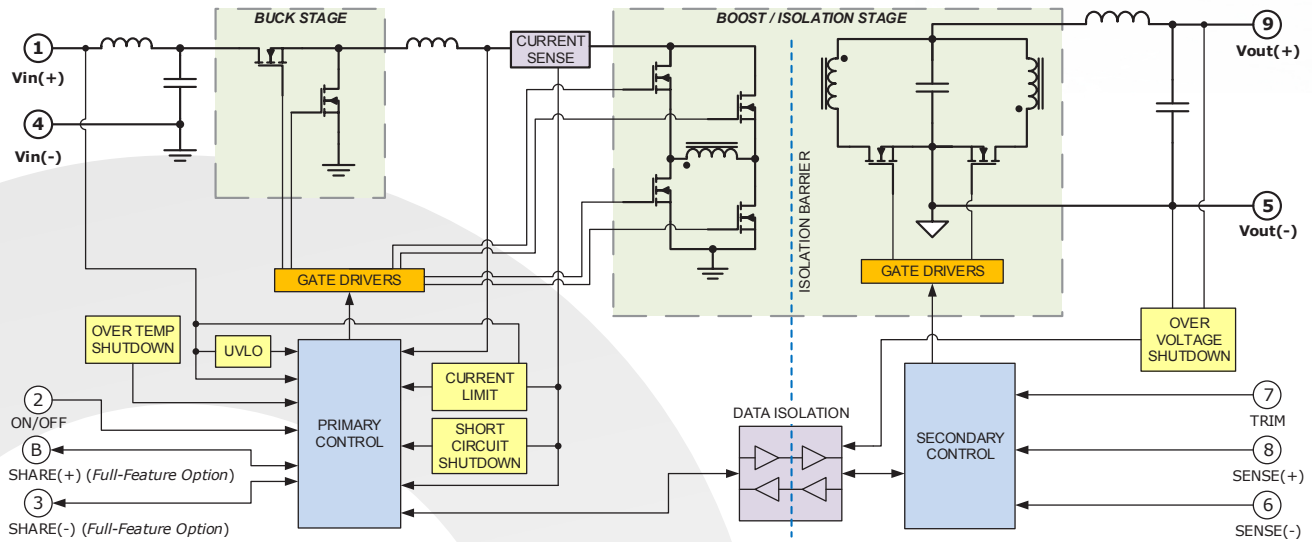 BUCK STAGE
BOOST / ISOLATION STAGE
1
Vin(+)
4
Vin(-)
CURRENT
SENSE
9
Vout(+)
5
Vout(-)
ISOLATION BARRIER
GATE DRIVERS
GATE DRIVERS
OVER TEMP
SHUTDOWN
UVLO
CURRENT
LIMIT
SHORT
CIRCUIT
SHUTDOWN
PRIMARY
CONTROL
OVER
VOLTAGE
SHUTDOWN
DATA ISOLATION
SECONDARY
CONTROL
2
ON/OFF
B
SHARE(+) (Full-Feature Option)
3
SHARE(-) (Full-Feature Option)
7
TRIM
8
SENSE(+)
6
SENSE(-)